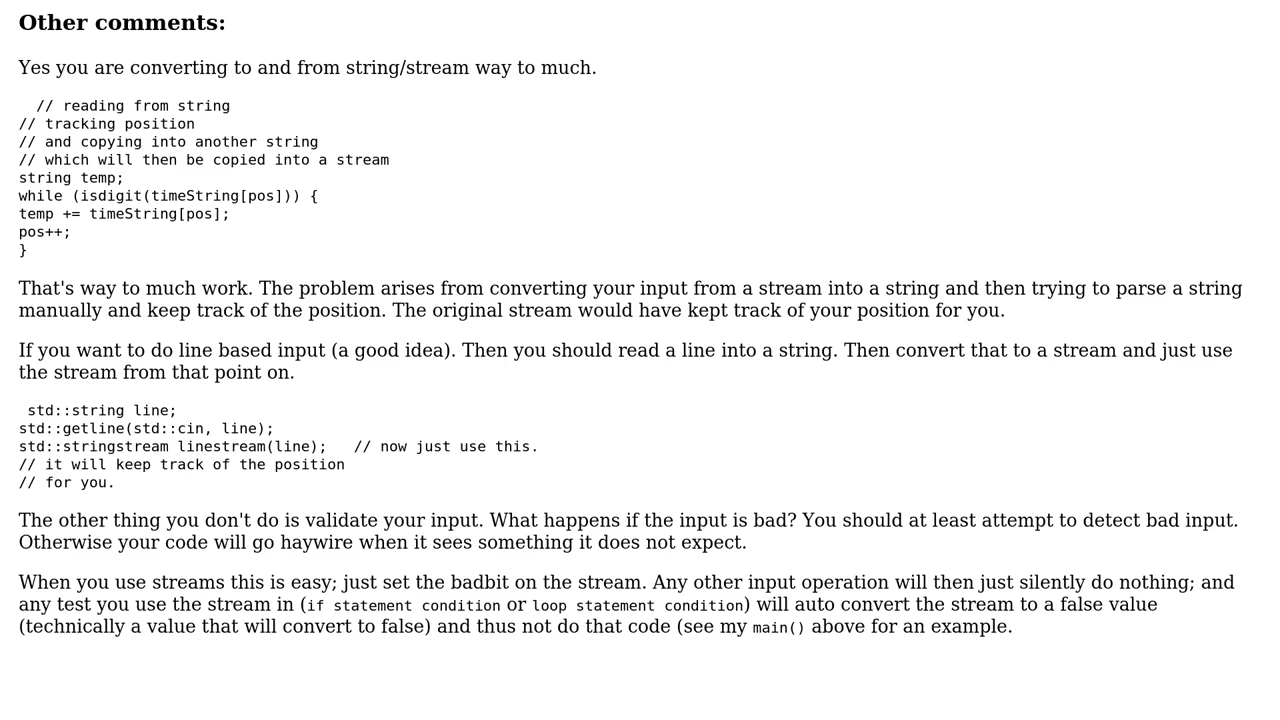 Other comments:
Yes you are converting to and from string/stream way to much.
// reading from string
// tracking position
// and copying into another string
// which will then be copied into a stream
string temp;
while (isdigit(timeString[pos])) {
temp += timeString[pos];
pos++;
}
That's way to much work. The problem arises from converting your input from a stream into a string and then trying to parse a string
manually and keep track of the position. The original stream would have kept track of your position for you.
If you want to do line based input (a good idea). Then you should read a line into a string. Then convert that to a stream and just use
the stream from that point on.
std::string line;
std::getline(std::cin, line);
std::stringstream linestream(line);   // now just use this.
// it will keep track of the position
// for you.
The other thing you don't do is validate your input. What happens if the input is bad? You should at least attempt to detect bad input.
Otherwise your code will go haywire when it sees something it does not expect.
When you use streams this is easy; just set the badbit on the stream. Any other input operation will then just silently do nothing; and
any test you use the stream in (if statement condition or loop statement condition) will auto convert the stream to a false value
(technically a value that will convert to false) and thus not do that code (see my main() above for an example.